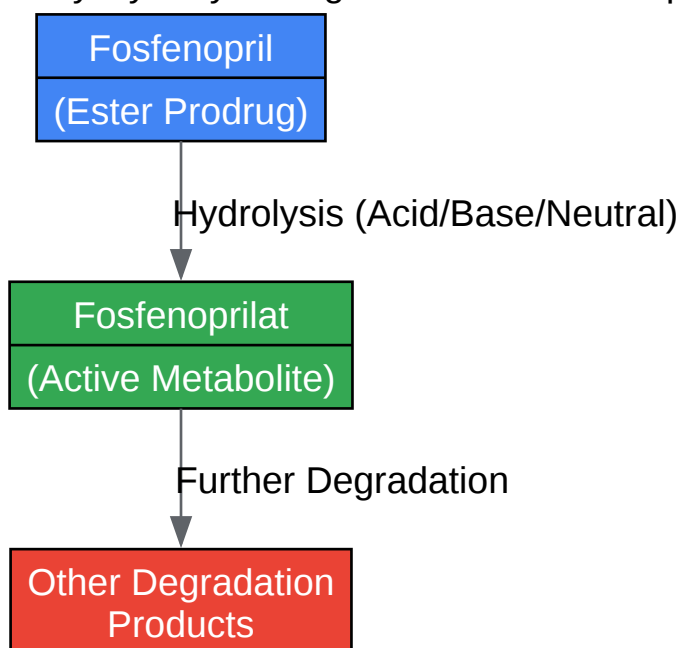 Fosfenopril
(Ester Prodrug)
Hydrolysis (Acid/Base/Neutral)
Fosfenoprilat
(Active Metabolite)
Further Degradation
Other Degradation
Products